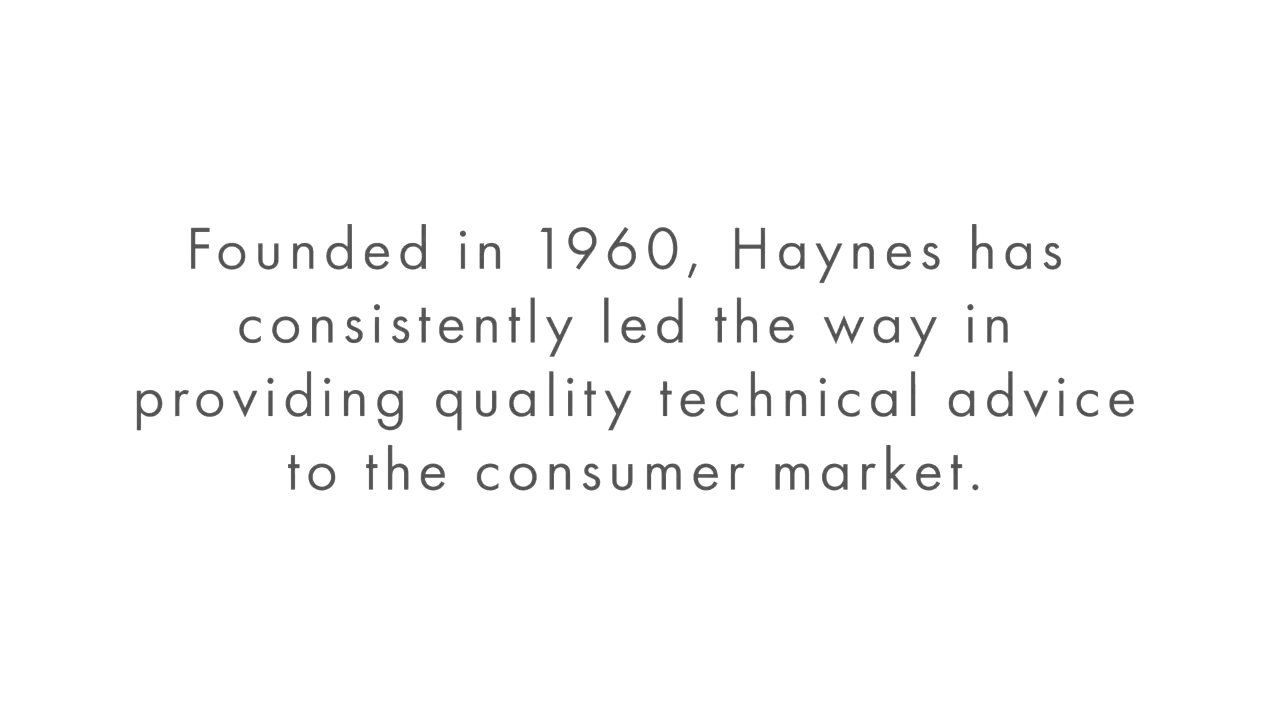 Founded in 1960, Haynes has
consistently led the way in
providing quality technical advice
to the consumer market.